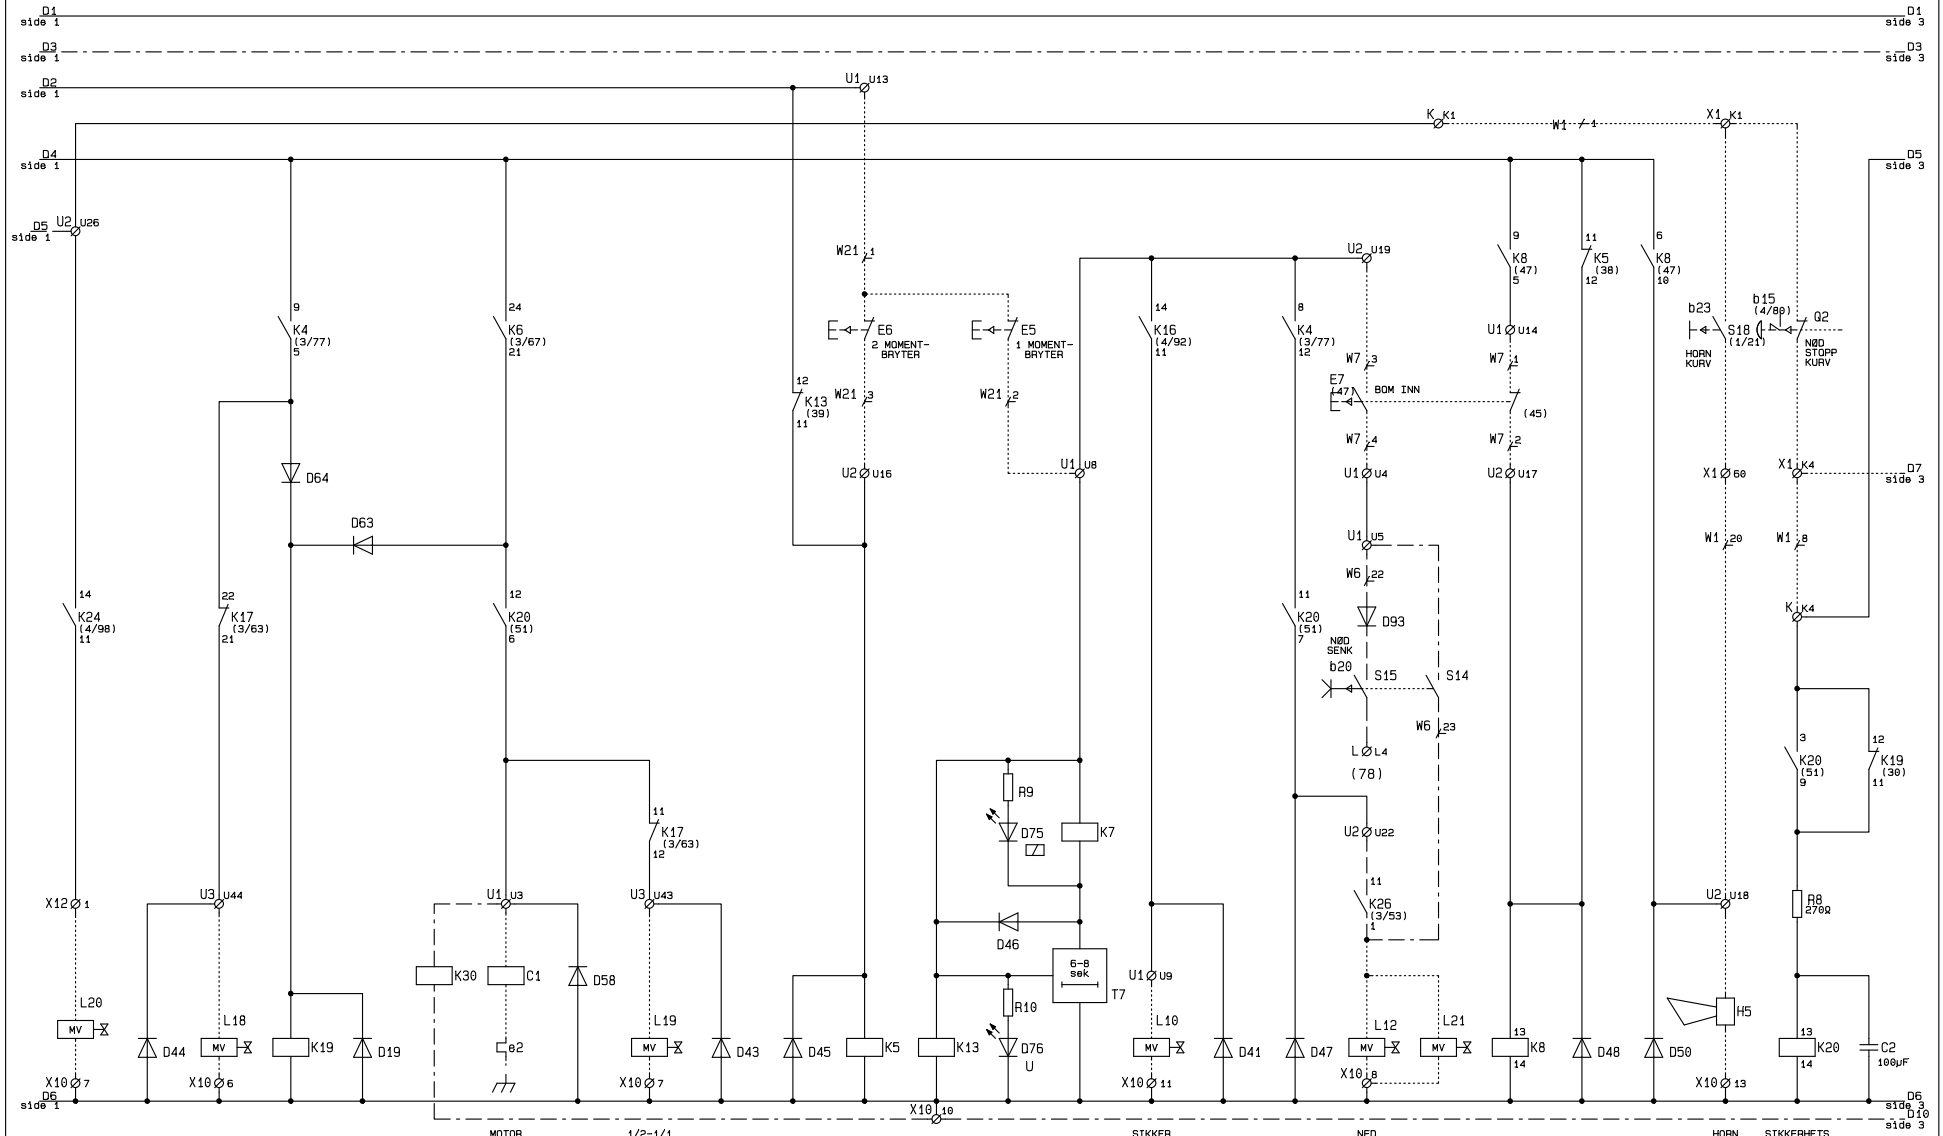 D1
side 1
D1
side 3
D3
side 1
D3
side 3
D2
side 1
U1 U13
K K1
W1 1
X1 K1
D4
side 1
D5
side 3
D5
side 1
U2 U26
9
K4
(3/77)
5
24
K6
(3/67)
21
W21 1
E6
2 MOMENT-
BRYTER
E5
1 MOMENT-
BRYTER
12
K13
(39)
11
W21 3
W21 2
U2 U16
U1 U8
14
K16
(4/92)
11
8
K4
(3/77)
12
U2 U19
W7 3
E7
(47)
BOM INN
W7 4
U1 U4
9
K8
(47)
5
U1 U14
W7 1
(45)
W7 2
U2 U17
11
K5
(38)
12
6
K8
(47)
10
b23
S18
(1/21)
HORN
KURV
b15
(4/80)
Q2
NØD
STOPP
KURV
X1 60
X1 K4
D7
side 3
W1 20
W1 8
K K4
D64
D63
14
K24
(4/98)
11
22
K17
(3/63)
21
12
K20
(51)
6
11
K20
(51)
7
U1 U5
W6 22
D93
NØD
SENK
b20
S15
S14
W6 23
L L4
(78)
3
K20
(51)
9
12
K19
(30)
11
R9
D75
K7
11
K17
(3/63)
12
U2 U22
11
K26
(3/53)
1
X12 1
U3 U44
U1 U3
U3 U43
U2 U18
R8
270Ω
D46
6-8
sek
T7
K30
C1
D58
R10
U1 U9
H5
L20
MV
D44
L18
MV
K19
D19
e2
L19
MV
D43
D45
K5
K13
D76
U
L10
MV
D41
D47
L12
MV
L21
MV
13
K8
14
D48
D50
13
K20
14
C2
100µF
X10 7
X10 6
X10 7
X10 11
X10 8
X10 13
D6
side 1
X10 10
D6
side 3
D10
side 3
MOTOR
1/2-1/1
SIKKER
NED
HORN
SIKKERHETS